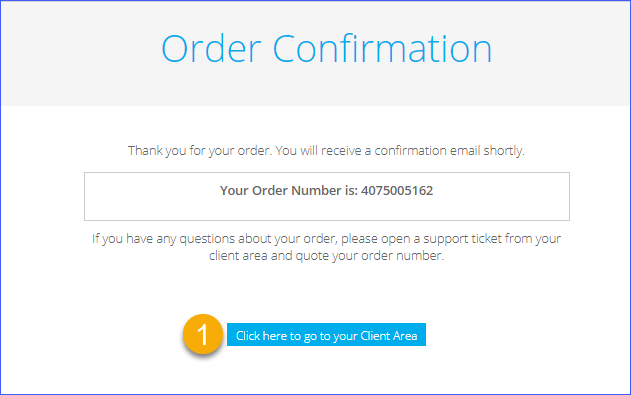 Order Confirmation
Thank you for your order. You will receive a confirmation email shortly.
Your Order Number is: 4075005162
If you have any questions about your order, please open a support ticket from your
client area and quote your order number.
1
Click here to go to your Client Area